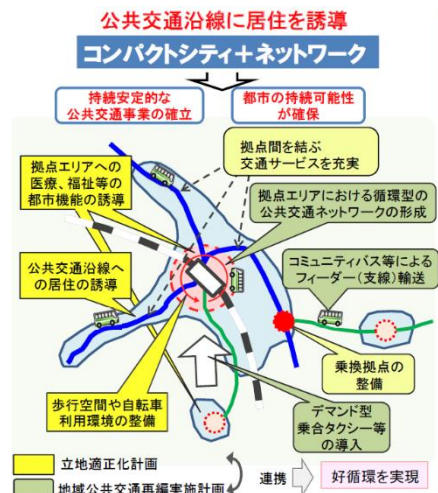 公共交通沿線に居住を誘導
コンパクトシティ+ネットワーク
持続安定的な
公共交通事業の確立
都市の持続可能性
が確保
拠点間を結ぶ
交通サービスを充実
拠点エリアへの
医療、福祉等の
都市機能の誘導
拠点エリアにおける循環型の
公共交通ネットワークの形成
公共交通沿線へ
の居住の誘導
コミュニティバス等による
フィーダー(支線)輸送
歩行空間や自転車
利用環境の整備
乗換拠点の
整備
デマンド型
乗合タクシー等
の導入
立地適正化計画
地域公共交通再編実施計画
連携
好循環を実現